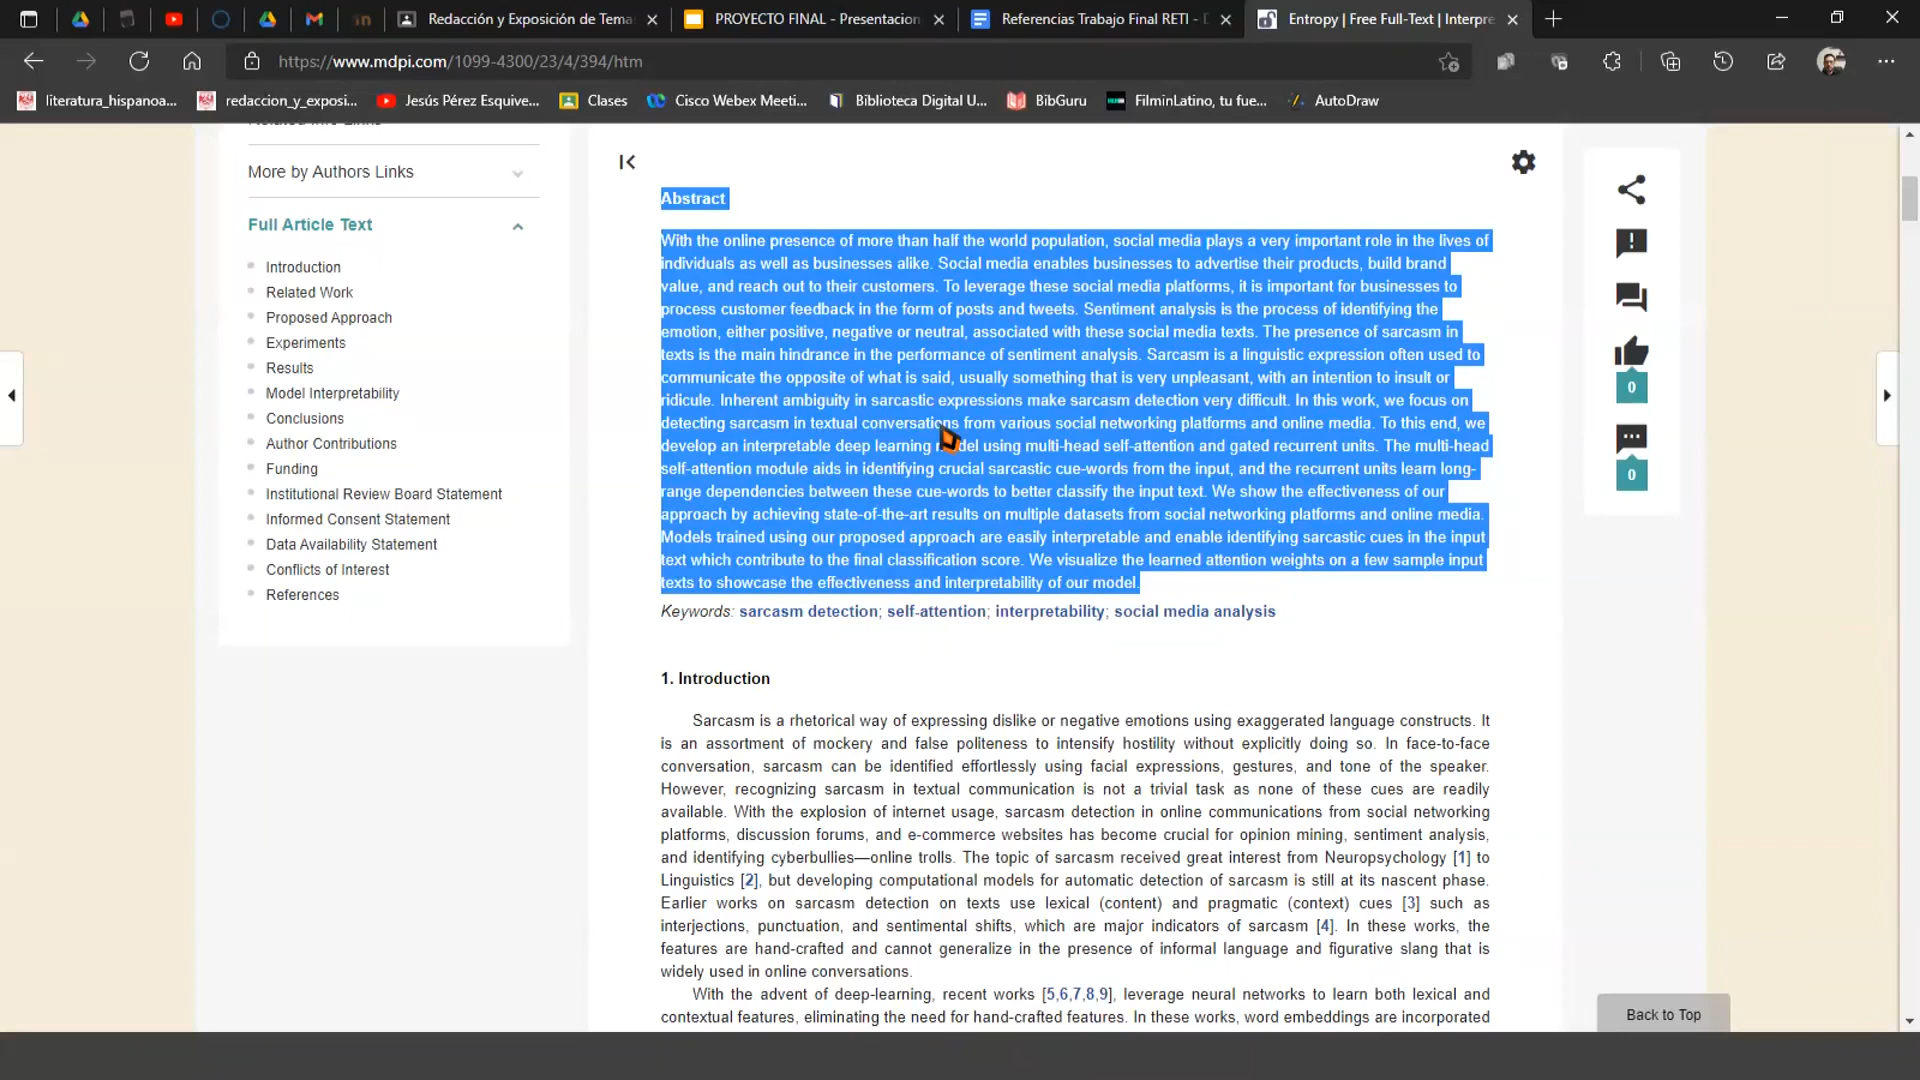 Redacción y Exposición de Tema
PROYECTO FINAL - Presentacion
Referencias Trabajo Final RETI - D
Entropy | Free Full-Text | Interpre
https://www.mdpi.com/1099-4300/23/4/394/htm
literatura_hispanoa...
redaccion_y_exposi...
Jesús Pérez Esquive...
Clases
Cisco Webex Meeti...
Biblioteca Digital U...
BibGuru
FilminLatino, tu fue...
AutoDraw
More by Authors Links
Full Article Text
Introduction
Related Work
Proposed Approach
Experiments
Results
Model Interpretability
Conclusions
Author Contributions
Funding
Institutional Review Board Statement
Informed Consent Statement
Data Availability Statement
Conflicts of Interest
References
Abstract
With the online presence of more than half the world population, social media plays a very important role in the lives of
individuals as well as businesses alike. Social media enables businesses to advertise their products, build brand
value, and reach out to their customers. To leverage these social media platforms, it is important for businesses to
process customer feedback in the form of posts and tweets. Sentiment analysis is the process of identifying the
emotion, either positive, negative or neutral, associated with these social media texts. The presence of sarcasm in
texts is the main hindrance in the performance of sentiment analysis. Sarcasm is a linguistic expression often used to
communicate the opposite of what is said, usually something that is very unpleasant, with an intention to insult or
ridicule. Inherent ambiguity in sarcastic expressions make sarcasm detection very difficult. In this work, we focus on
detecting sarcasm in textual conversations from various social networking platforms and online media. To this end, we
develop an interpretable deep learning model using multi-head self-attention and gated recurrent units. The multi-head
self-attention module aids in identifying crucial sarcastic cue-words from the input, and the recurrent units learn long-
range dependencies between these cue-words to better classify the input text. We show the effectiveness of our
approach by achieving state-of-the-art results on multiple datasets from social networking platforms and online media.
Models trained using our proposed approach are easily interpretable and enable identifying sarcastic cues in the input
text which contribute to the final classification score. We visualize the learned attention weights on a few sample input
texts to showcase the effectiveness and interpretability of our model.
Keywords: sarcasm detection; self-attention; interpretability; social media analysis
1. Introduction
Sarcasm is a rhetorical way of expressing dislike or negative emotions using exaggerated language constructs. It
is an assortment of mockery and false politeness to intensify hostility without explicitly doing so. In face-to-face
conversation, sarcasm can be identified effortlessly using facial expressions, gestures, and tone of the speaker.
However, recognizing sarcasm in textual communication is not a trivial task as none of these cues are readily
available. With the explosion of internet usage, sarcasm detection in online communications from social networking
platforms, discussion forums, and e-commerce websites has become crucial for opinion mining, sentiment analysis,
and identifying cyberbullies—online trolls. The topic of sarcasm received great interest from Neuropsychology [1] to
Linguistics [2], but developing computational models for automatic detection of sarcasm is still at its nascent phase.
Earlier works on sarcasm detection on texts use lexical (content) and pragmatic (context) cues [3] such as
interjections, punctuation, and sentimental shifts, which are major indicators of sarcasm [4]. In these works, the
features are hand-crafted and cannot generalize in the presence of informal language and figurative slang that is
widely used in online conversations.
With the advent of deep-learning, recent works [5,6,7,8,9], leverage neural networks to learn both lexical and
contextual features, eliminating the need for hand-crafted features. In these works, word embeddings are incorporated
0
0
Back to Top